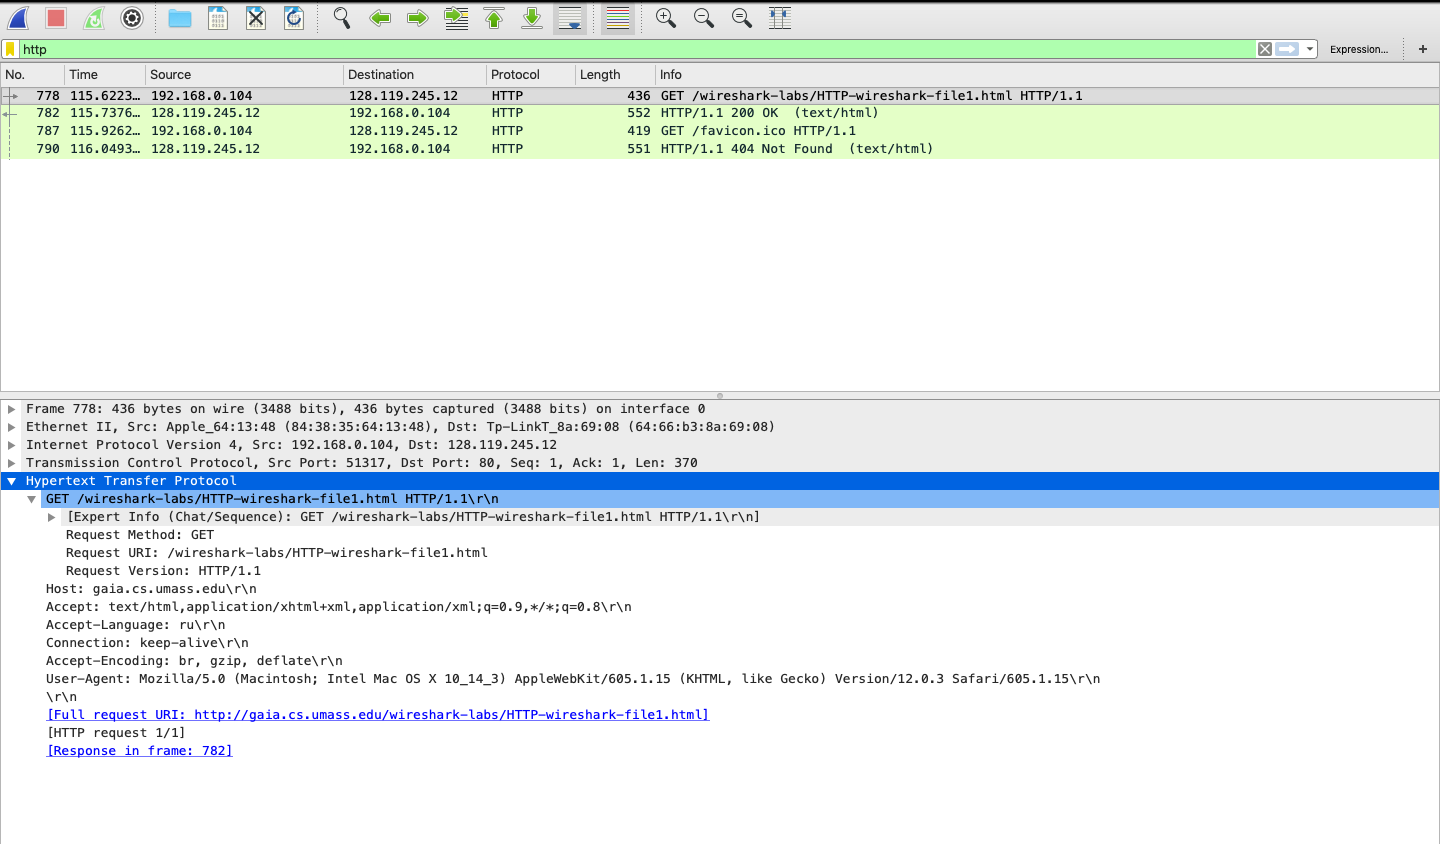 http
Expression...
+
No. Time Source Destination Protocol Length Info
778 115.6223… 192.168.0.104 128.119.245.12 HTTP 436 GET /wireshark-labs/HTTP-wireshark-file1.html HTTP/1.1
782 115.7376… 128.119.245.12 192.168.0.104 HTTP 552 HTTP/1.1 200 OK  (text/html)
787 115.9262… 192.168.0.104 128.119.245.12 HTTP 419 GET /favicon.ico HTTP/1.1
790 116.0493… 128.119.245.12 192.168.0.104 HTTP 551 HTTP/1.1 404 Not Found  (text/html)
Frame 778: 436 bytes on wire (3488 bits), 436 bytes captured (3488 bits) on interface 0
Ethernet II, Src: Apple_64:13:48 (84:38:35:64:13:48), Dst: Tp-LinkT_8a:69:08 (64:66:b3:8a:69:08)
Internet Protocol Version 4, Src: 192.168.0.104, Dst: 128.119.245.12
Transmission Control Protocol, Src Port: 51317, Dst Port: 80, Seq: 1, Ack: 1, Len: 370
Hypertext Transfer Protocol
GET /wireshark-labs/HTTP-wireshark-file1.html HTTP/1.1\r\n
[Expert Info (Chat/Sequence): GET /wireshark-labs/HTTP-wireshark-file1.html HTTP/1.1\r\n]
Request Method: GET
Request URI: /wireshark-labs/HTTP-wireshark-file1.html
Request Version: HTTP/1.1
Host: gaia.cs.umass.edu\r\n
Accept: text/html,application/xhtml+xml,application/xml;q=0.9,*/*;q=0.8\r\n
Accept-Language: ru\r\n
Connection: keep-alive\r\n
Accept-Encoding: br, gzip, deflate\r\n
User-Agent: Mozilla/5.0 (Macintosh; Intel Mac OS X 10_14_3) AppleWebKit/605.1.15 (KHTML, like Gecko) Version/12.0.3 Safari/605.1.15\r\n
\r\n
[Full request URI: http://gaia.cs.umass.edu/wireshark-labs/HTTP-wireshark-file1.html]
[HTTP request 1/1]
[Response in frame: 782]